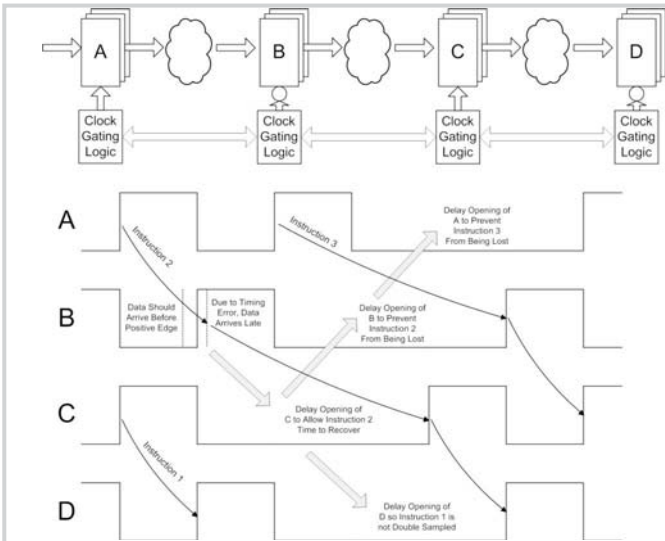 A
B
C
D
Clock
Gating
Logic
Clock
Gating
Logic
Clock
Gating
Logic
Clock
Gating
Logic
A
Instruction 2
Instruction 3
Delay Opening of
A to Prevent
Instruction 3
From Being Lost
B
Data Should
Arrive Before
Positive Edge
Due to Timing
Error, Data
Arrives Late
Delay Opening of
B to Prevent
Instruction 2
From Being Lost
C
Instruction 1
Delay Opening of
C to Allow Instruction 2
Time to Recover
D
Delay Opening of
D so Instruction 1 is
not Double Sampled